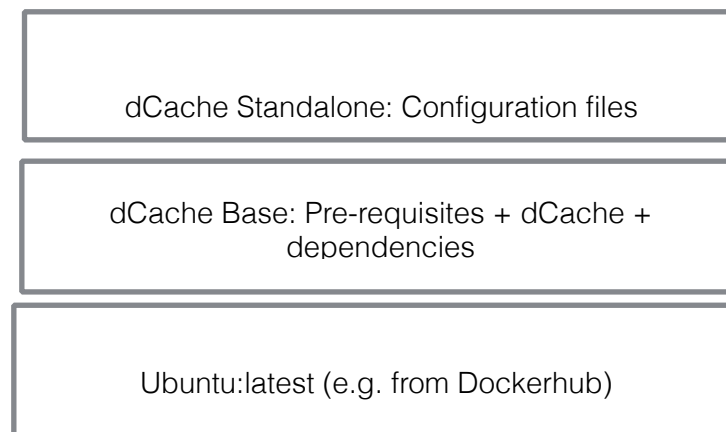 dCache Standalone: Configuration files
dCache Base: Pre-requisites + dCache +
dependencies
Ubuntu:latest (e.g. from Dockerhub)